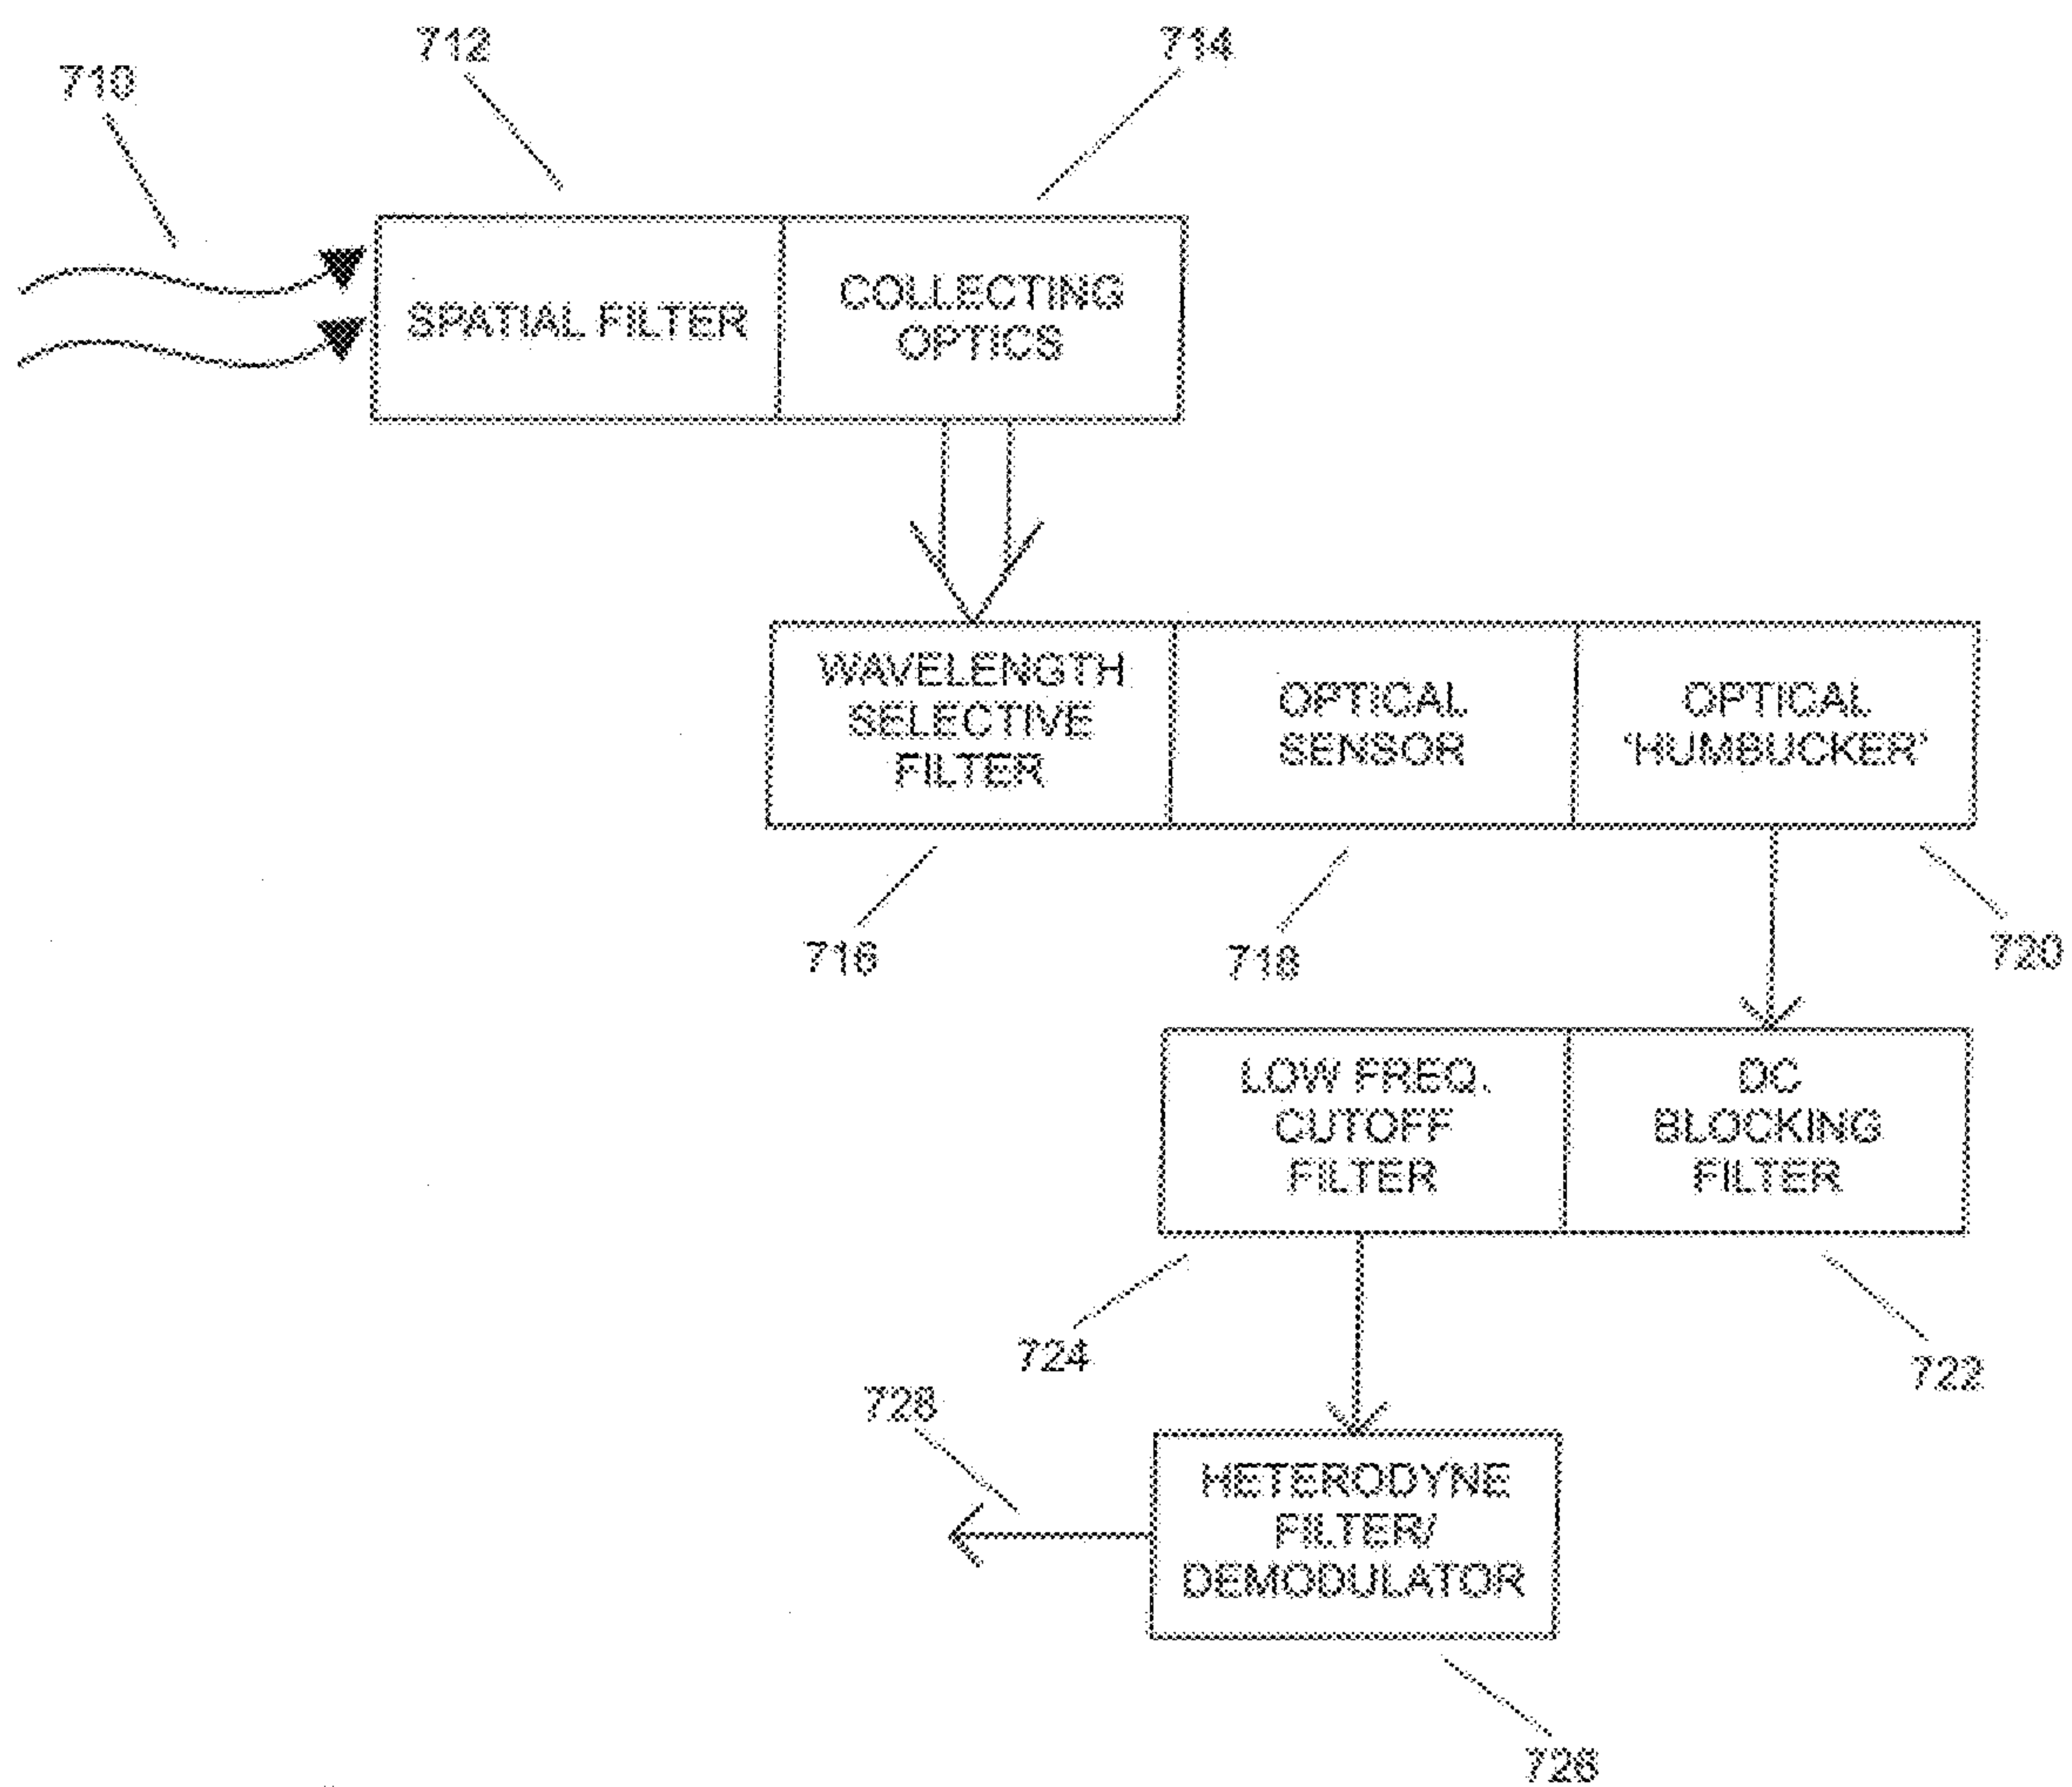 712
714
710
SPATIAL FILTER
COLLECTING
OPTICS
WAVELENGTH
SELECTIVE
FILTER
OPTICAL
SENSOR
OPTICAL
'HUMBUCKER'
716
718
720
LOW FREQ.
CUTOFF
FILTER
DC
BLOCKING
FILTER
724
722
728
HETERODYNE
FILTER/
DEMODULATOR
726